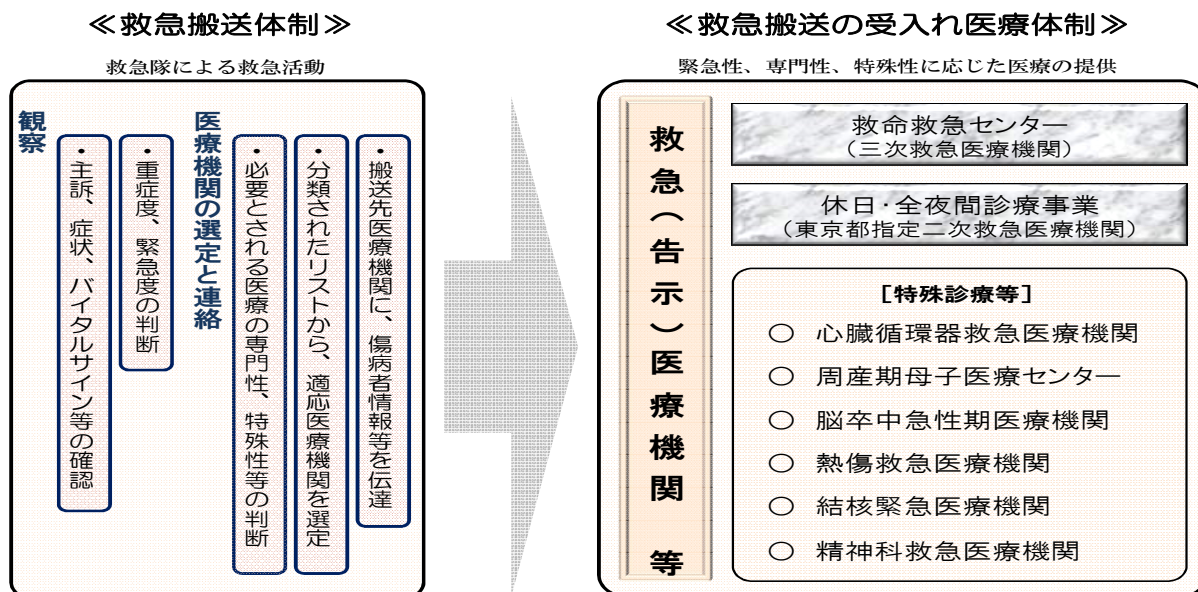 ≪救急搬送体制≫
救急隊による救急活動
観察
・主訴、症状、バイタルサイン等の確認
・重症度、緊急度の判断
医療機関の選定と連絡
・必要とされる医療の専門性、特殊性等の判断
・分類されたリストから、適応医療機関を選定
・搬送先医療機関に、傷病者情報等を伝達
≪救急搬送の受入れ医療体制≫
緊急性、専門性、特殊性に応じた医療の提供
救急（告示）医療機関　等
救命救急センター
（三次救急医療機関）
休日・全夜間診療事業
（東京都指定二次救急医療機関）
［特殊診療等］
○ 心臓循環器救急医療機関
○ 周産期母子医療センター
○ 脳卒中急性期医療機関
○ 熱傷救急医療機関
○ 結核緊急医療機関
○ 精神科救急医療機関